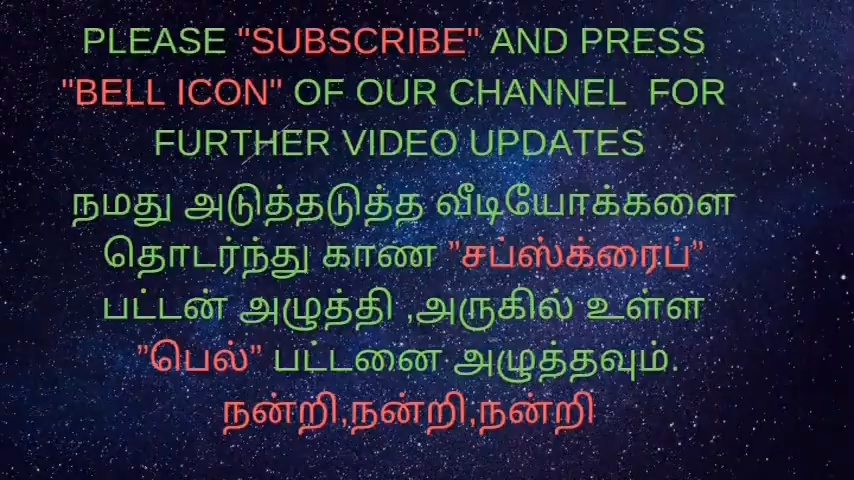 PLEASE "SUBSCRIBE" AND PRESS
"BELL ICON" OF OUR CHANNEL FOR
FURTHER VIDEO UPDATES
நமது அடுத்தடுத்த வீடியோக்களை
தொடர்ந்து காண ”சப்ஸ்க்ரைப்”
பட்டன் அழுத்தி ,அருகில் உள்ள
”பெல்” பட்டனை அழுத்தவும்.
நன்றி,நன்றி,நன்றி